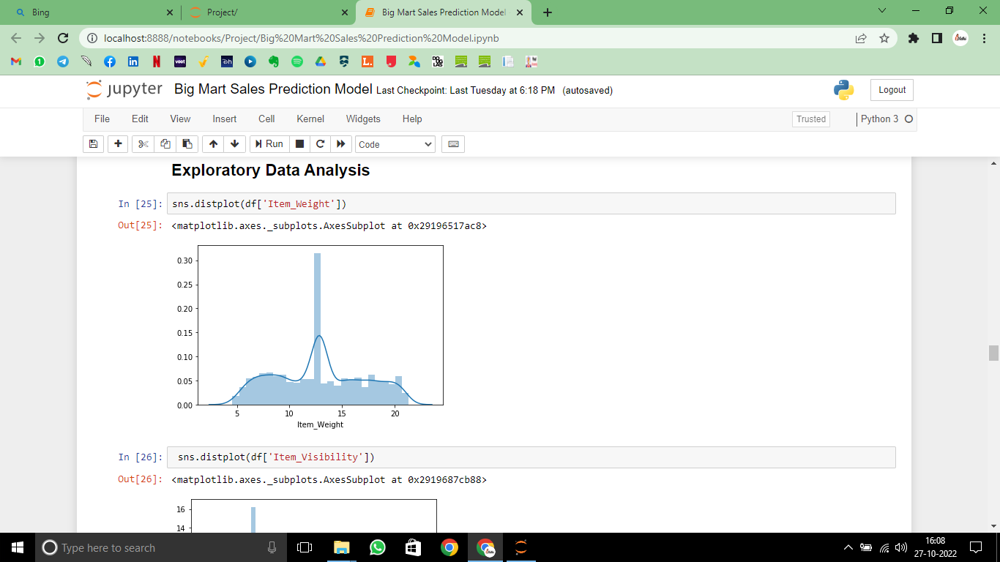 Bing
Project/
Big Mart Sales Prediction Model
localhost:8888/notebooks/Project/Big%20Mart%20Sales%20Prediction%20Model.ipynb
jupyter Big Mart Sales Prediction Model Last Checkpoint: Last Tuesday at 6:18 PM (autosaved)
Logout
File Edit View Insert Cell Kernel Widgets Help
Trusted
Python 3
Run
Code
Exploratory Data Analysis
In [25]: sns.distplot(df['Item_Weight'])
Out[25]: <matplotlib.axes._subplots.AxesSubplot at 0x29196517ac8>
0.30
0.25
0.20
0.15
0.10
0.05
0.00
5 10 15 20
Item_Weight
In [26]: sns.distplot(df['Item_Visibility'])
Out[26]: <matplotlib.axes._subplots.AxesSubplot at 0x2919687cb88>
16
14
Type here to search
16:08
27-10-2022